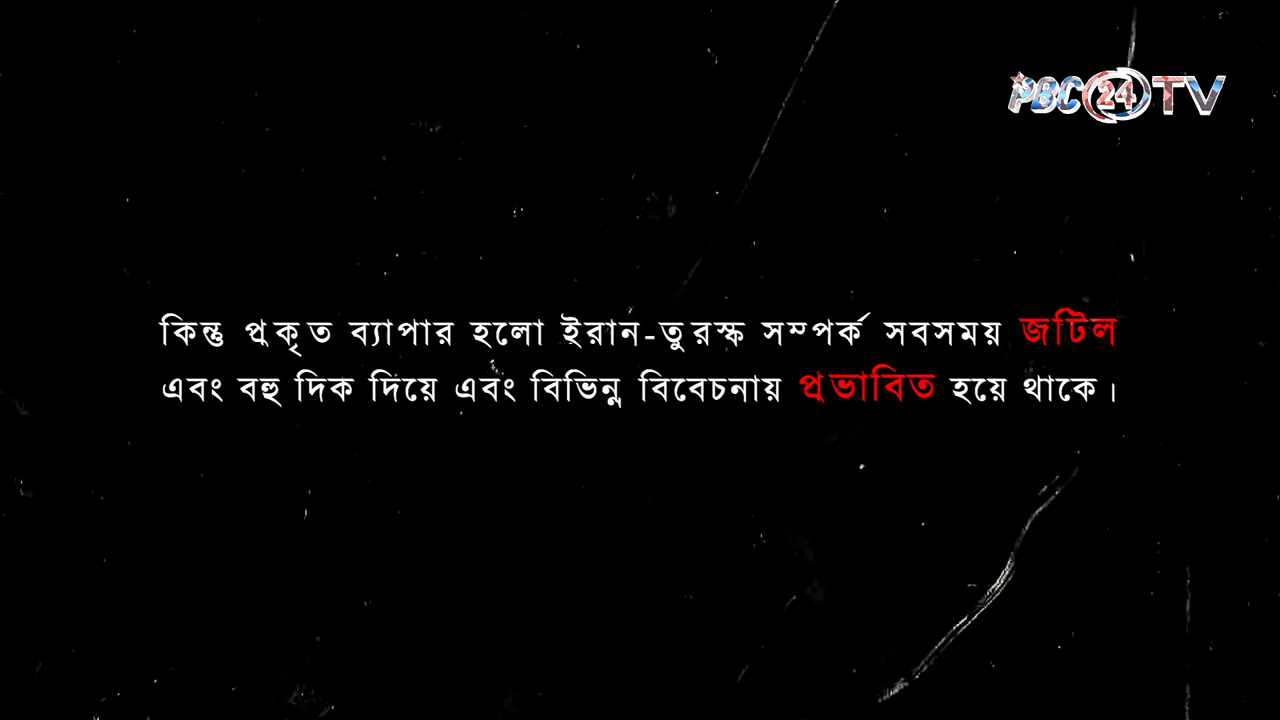 PBC 24 TV
কিন্তু প্রকৃত ব্যাপার হলো ইরান-তুরস্ক সম্পর্ক সবসময় জটিল
এবং বহু দিক দিয়ে এবং বিভিন্ন বিবেচনায় প্রভাবিত হয়ে থাকে।